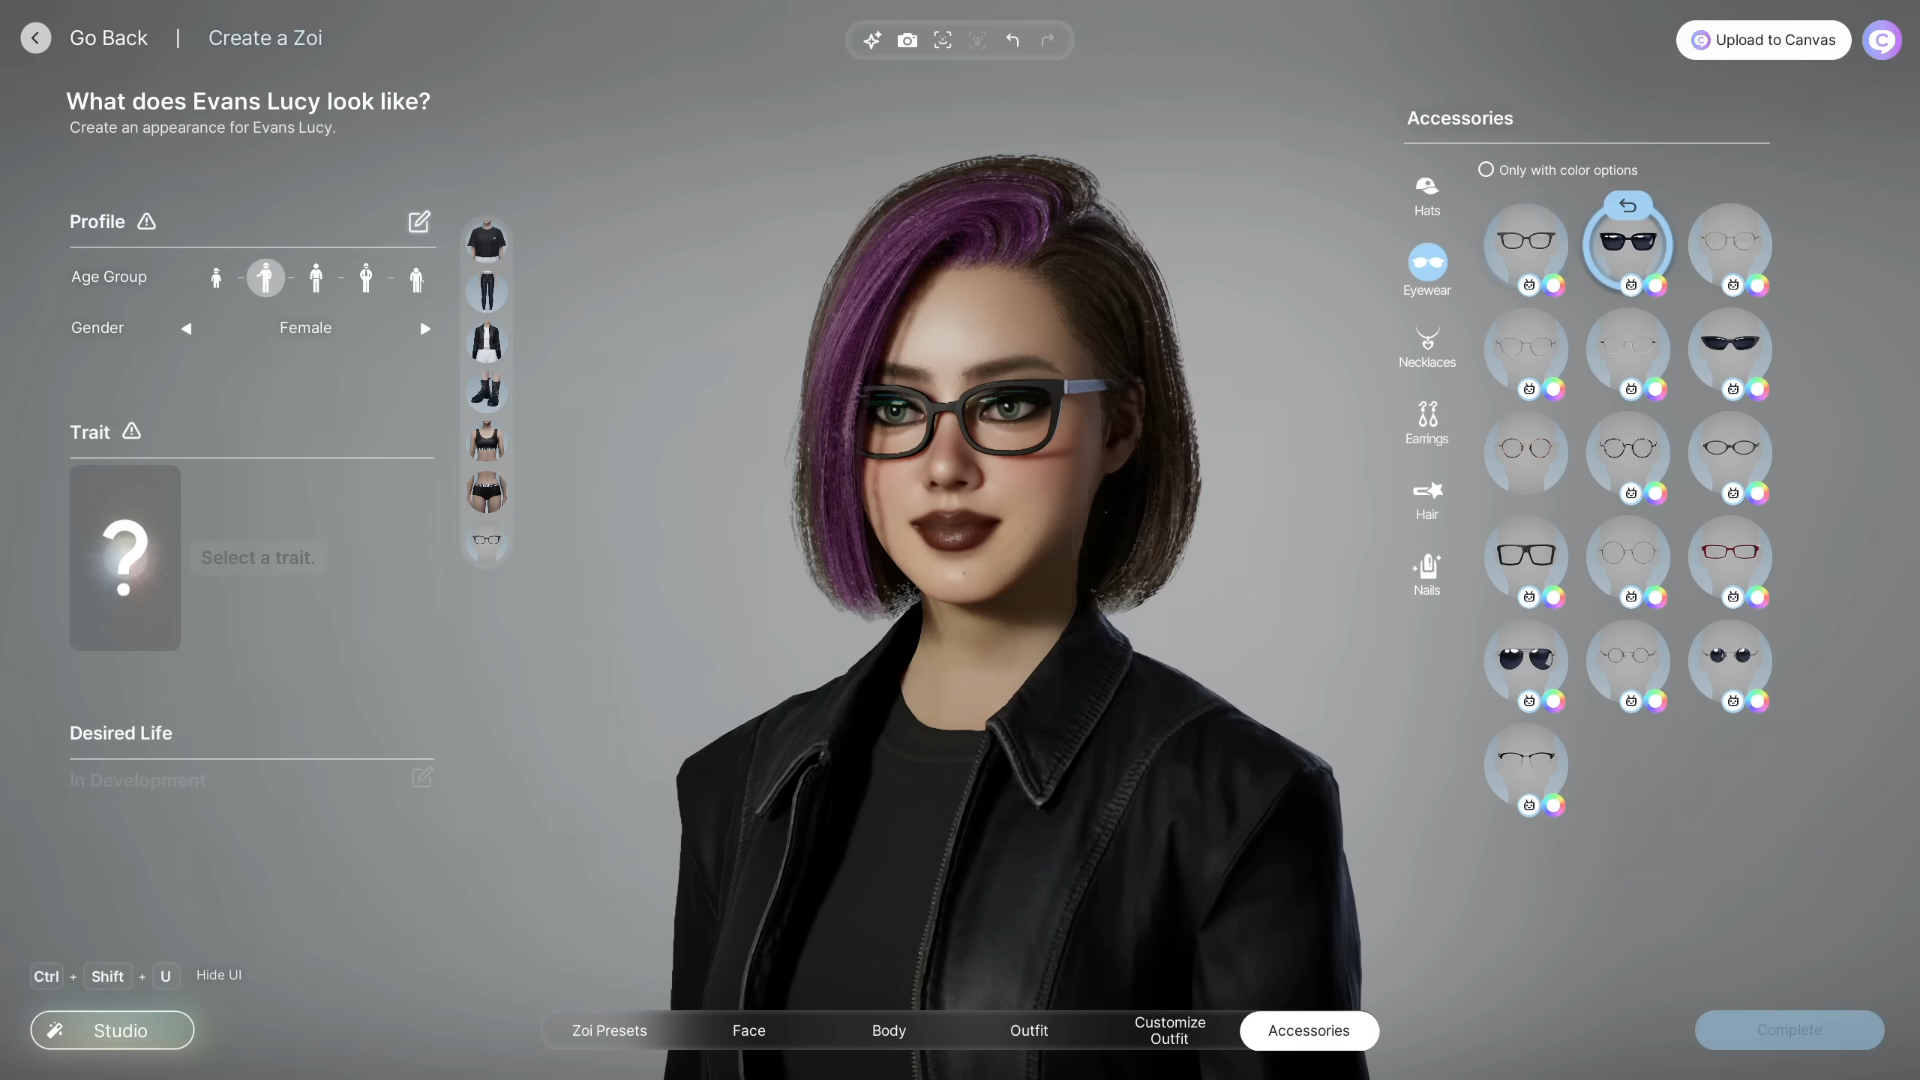 Go Back | Create a Zoi
Upload to Canvas
What does Evans Lucy look like?
Create an appearance for Evans Lucy.
Profile
Age Group
Gender
Female
Trait
?
Select a trait.
Desired Life
In Development
Ctrl + Shift + U Hide UI
Studio
Accessories
Only with color options
Hats
Eyewear
Necklaces
Earrings
Hair
Nails
Zoi Presets
Face
Body
Outfit
Customize
Outfit
Accessories
Complete